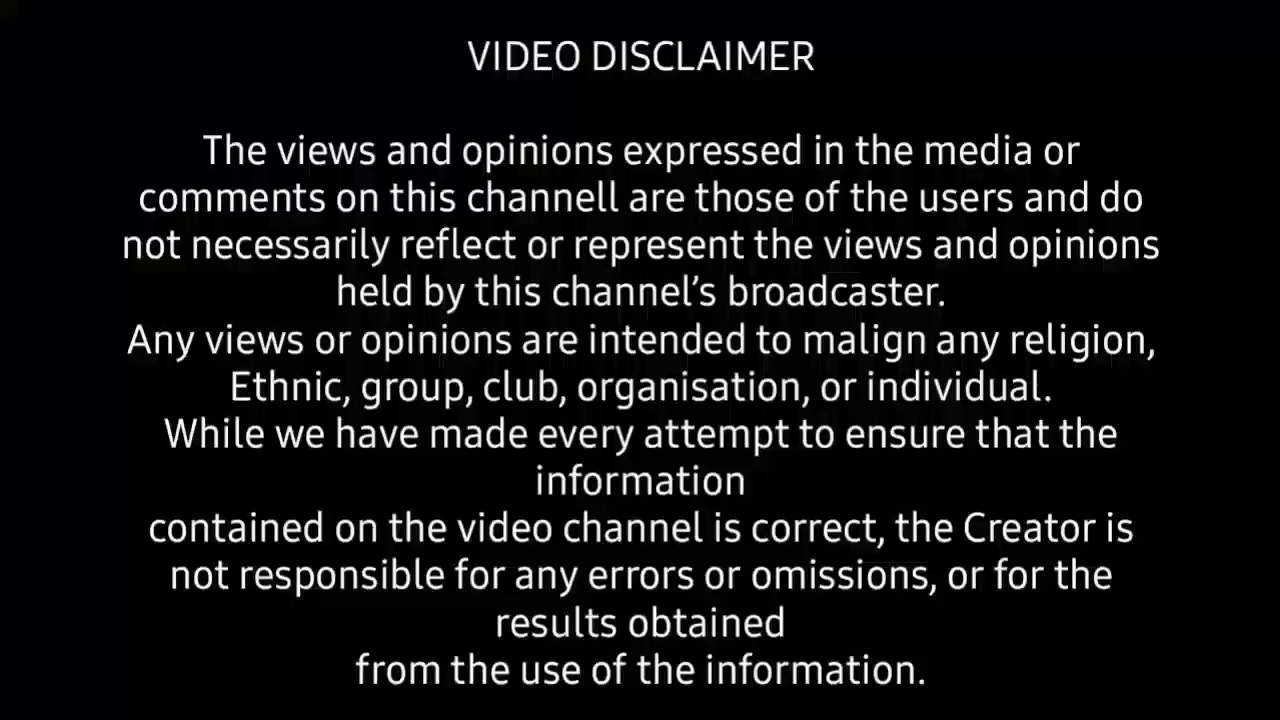 VIDEO DISCLAIMER
The views and opinions expressed in the media or
comments on this channell are those of the users and do
not necessarily reflect or represent the views and opinions
held by this channel’s broadcaster.
Any views or opinions are intended to malign any religion,
Ethnic, group, club, organisation, or individual.
While we have made every attempt to ensure that the
information
contained on the video channel is correct, the Creator is
not responsible for any errors or omissions, or for the
results obtained
from the use of the information.